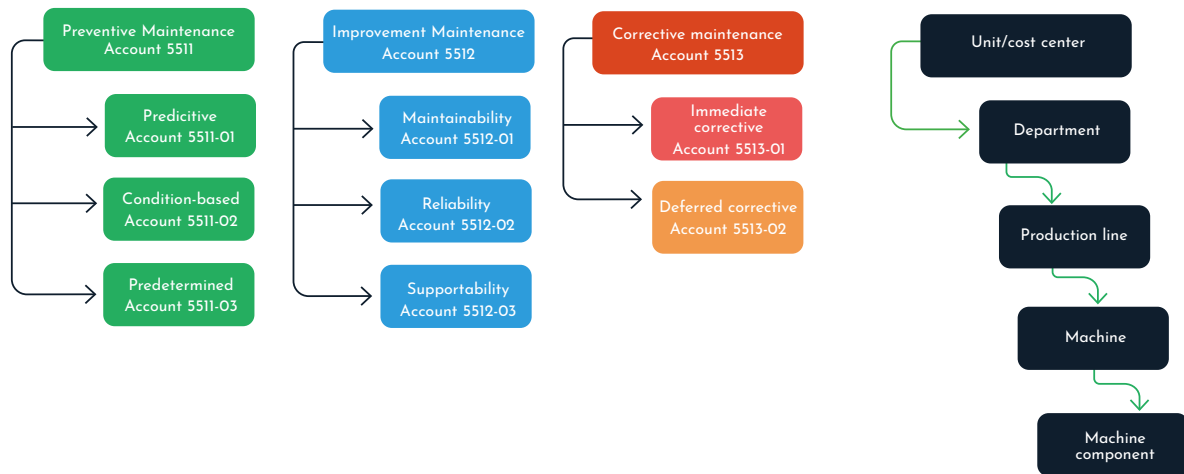 Preventive Maintenance
Account 5511
Predicitive
Account 5511-01
Condition-based
Account 5511-02
Predetermined
Account 5511-03
Improvement Maintenance
Account 5512
Maintainability
Account 5512-01
Reliability
Account 5512-02
Supportability
Account 5512-03
Corrective maintenance
Account 5513
Immediate
corrective
Account 5513-01
Deferred corrective
Account 5513-02
Unit/cost center
Department
Production line
Machine
Machine
component